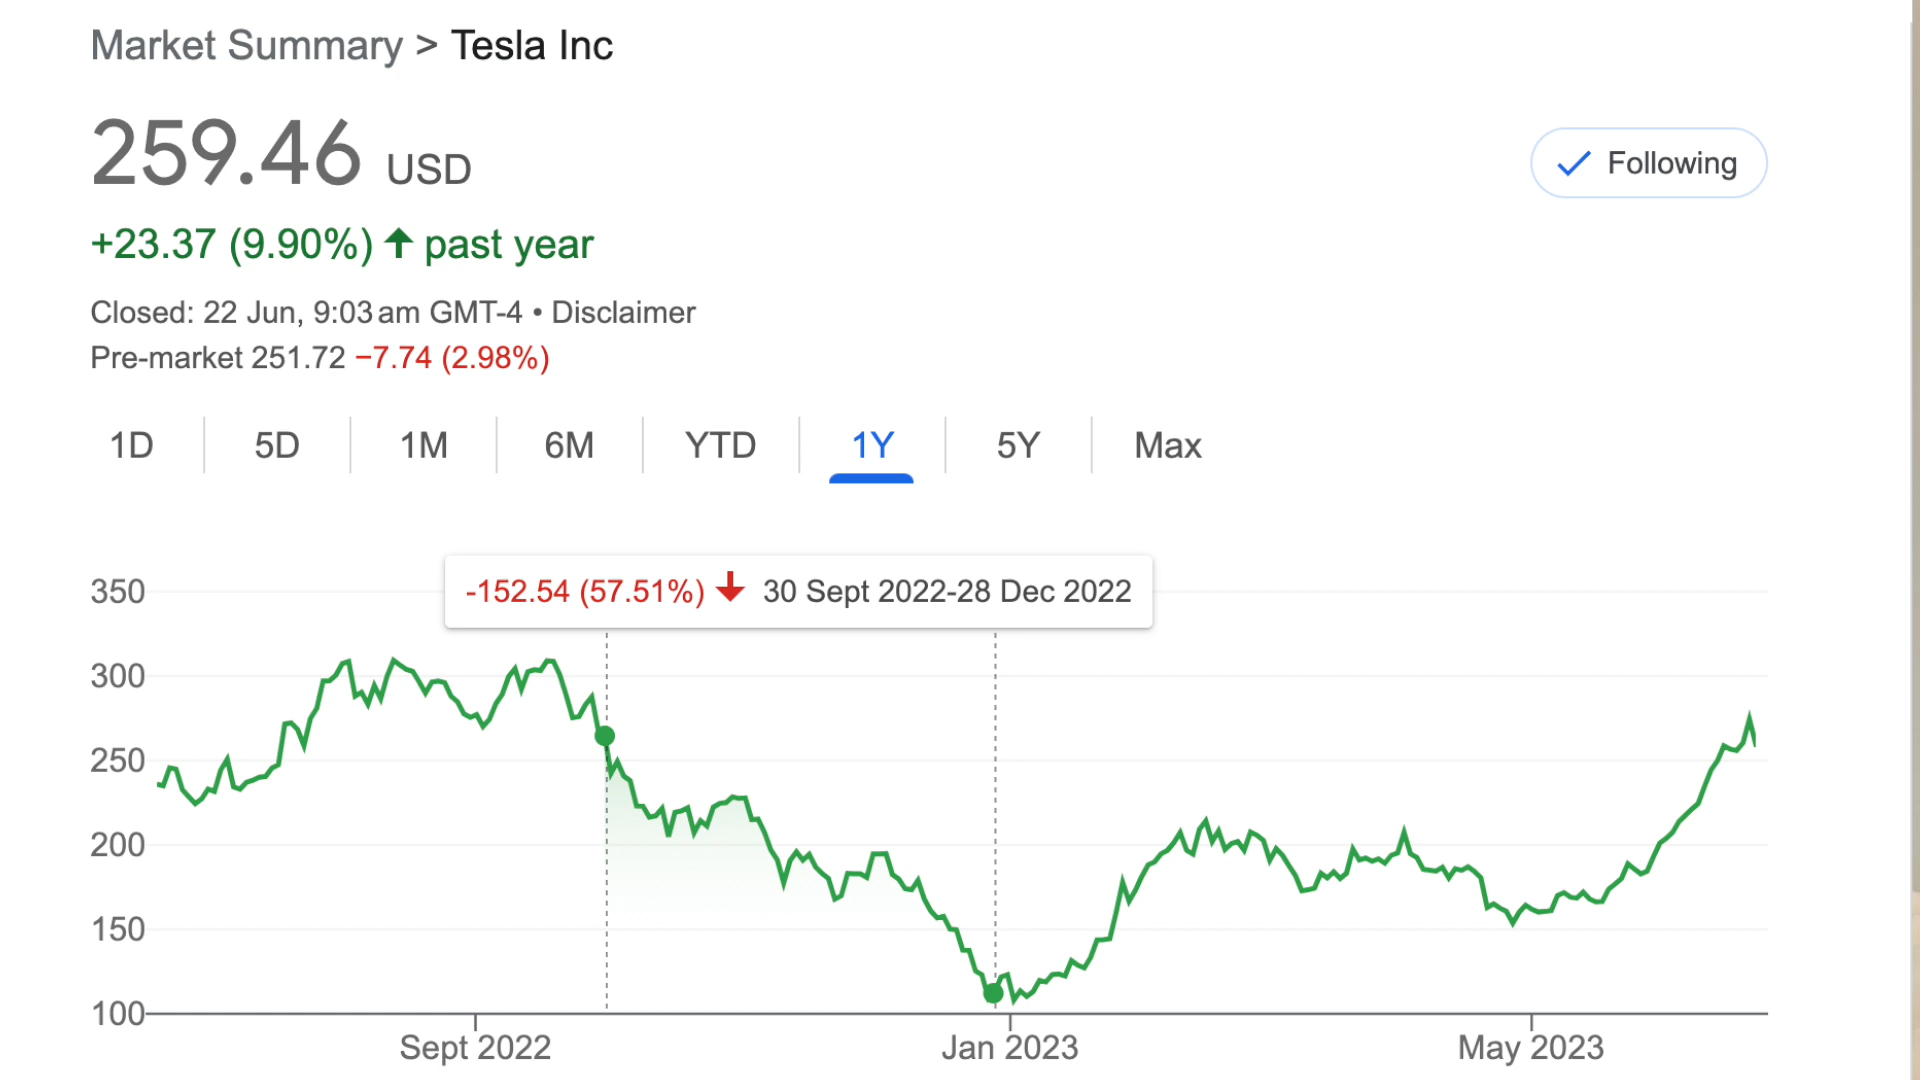 Market Summary > Tesla Inc
259.46 USD
Following
+23.37 (9.90%) past year
Closed: 22 Jun, 9:03 am GMT-4 • Disclaimer
Pre-market 251.72 −7.74 (2.98%)
1D 5D 1M 6M YTD 1Y 5Y Max
-152.54 (57.51%) 30 Sept 2022-28 Dec 2022
350
300
250
200
150
100
Sept 2022 Jan 2023 May 2023